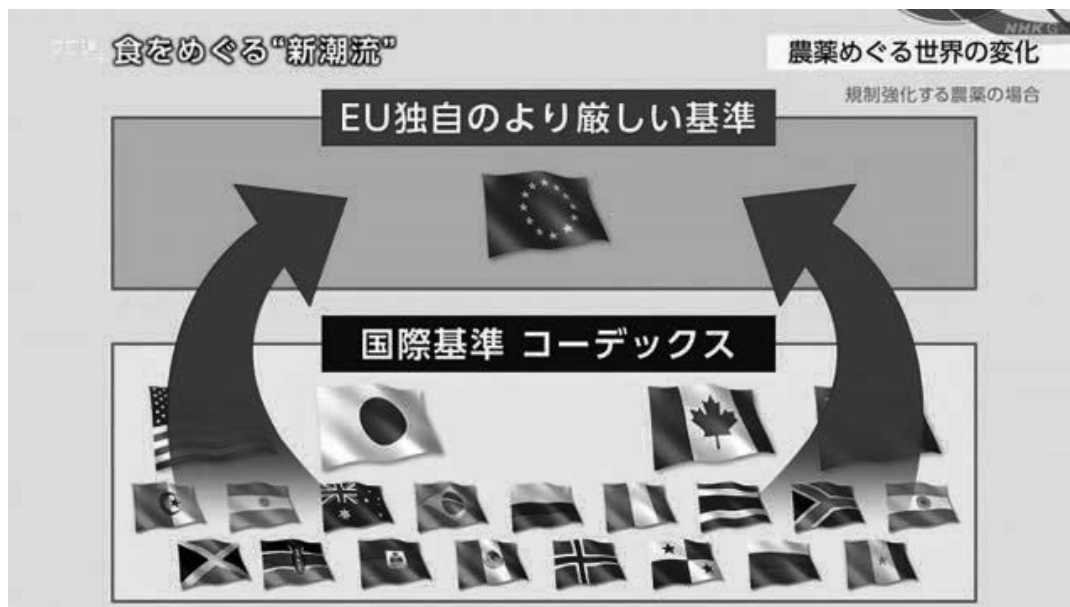 食をめぐる“新潮流”
NHK G
農薬めぐる世界の変化
規制強化する農薬の場合
EU独自のより厳しい基準
国際基準 コーデックス